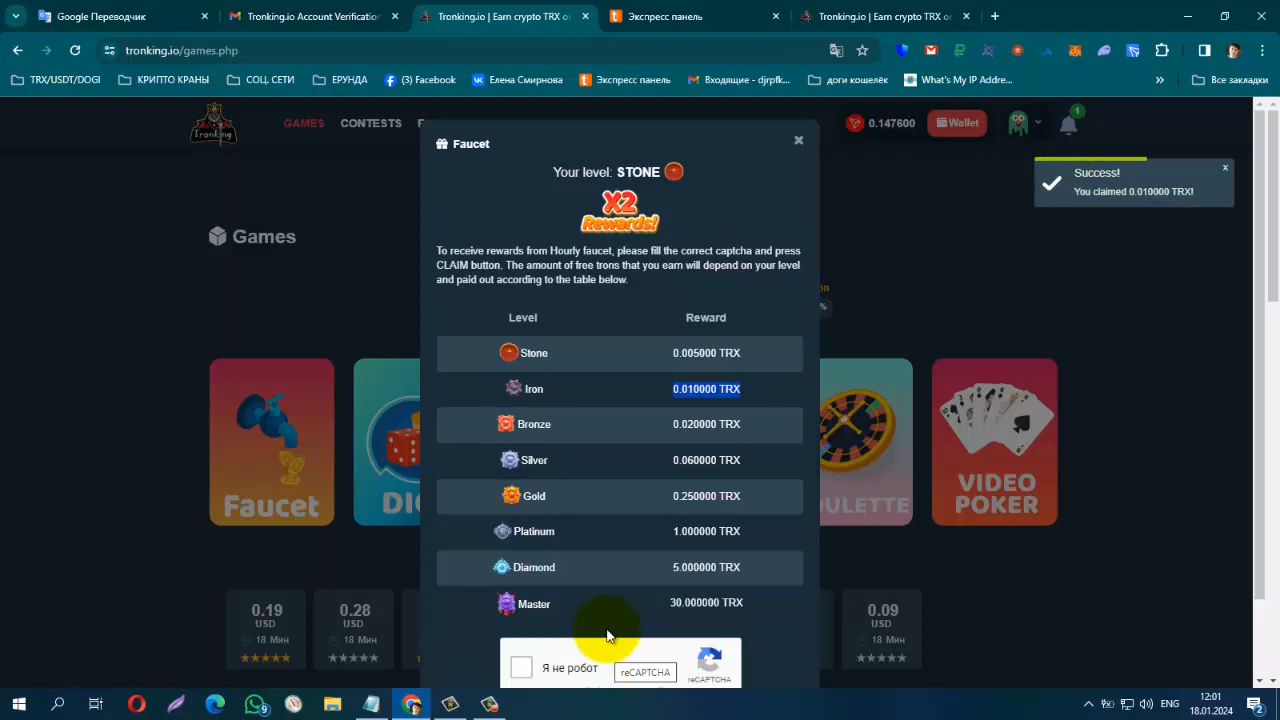 Google Переводчик
Tronking.io Account Verification
Tronking.io | Earn crypto TRX or
Экспресс панель
Tronking.io | Earn crypto TRX or
tronking.io/games.php
TRX/USDT/DOGI
КРИПТО КРАНЫ
СОЦ. СЕТИ
ЕРУНДА
(3) Facebook
Елена Смирнова
Экспресс панель
Входящие - djrpfk...
доги кошелёк
What's My IP Addre...
Все закладки
Tronking
GAMES
CONTESTS
F
0.147600
Wallet
1
Faucet
Your level: STONE
X2
Rewards!
To receive rewards from Hourly faucet, please fill the correct captcha and press
CLAIM button. The amount of free trons that you earn will depend on your level
and paid out according to the table below.
Success!
You claimed 0.010000 TRX!
x
Games
on
%
Level Reward
Stone 0.005000 TRX
Iron 0.010000 TRX
Bronze 0.020000 TRX
Silver 0.060000 TRX
Gold 0.250000 TRX
Platinum 1.000000 TRX
Diamond 5.000000 TRX
Master 30.000000 TRX
Faucet
DI
OULETTE
VIDEO
POKER
0.19
USD
18 Мин
0.28
USD
18 Мин
0.09
USD
18 Мин
Я не робот
reCAPTCHA
reCAPTCHA
9
ENG
12:01
18.01.2024
2